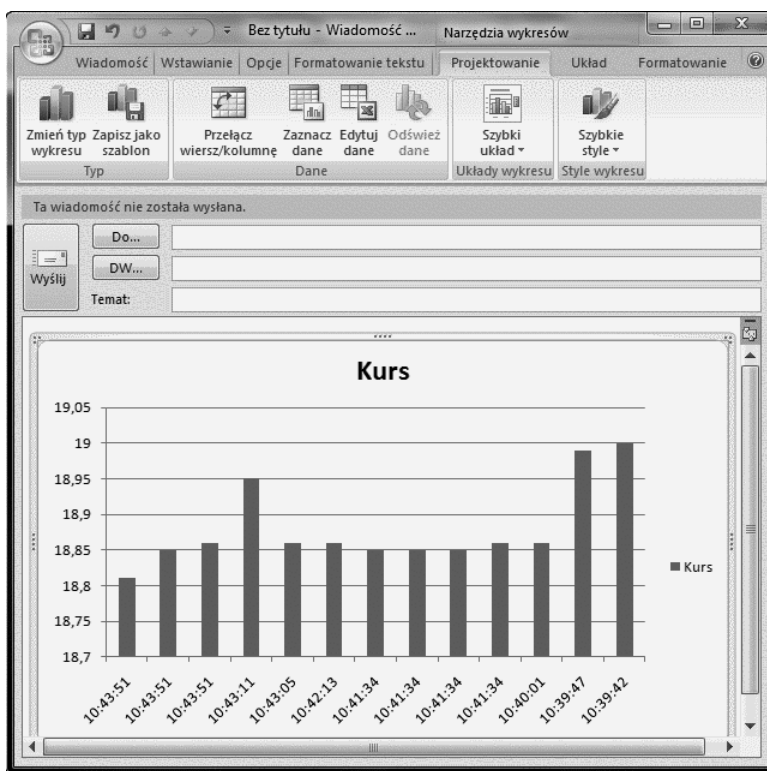 Bez tytułu - Wiadomość ...
Narzędzia wykresów
Wiadomość
Wstawianie
Opcje
Formatowanie tekstu
Projektowanie
Układ
Formatowanie
Zmień typ wykresu
Zapisz jako szablon
Przełącz wiersz/kolumnę
Zaznacz dane
Edytuj dane
Odśwież dane
Szybki układ
Szybkie style
Typ
Dane
Układy wykresu
Style wykresu
Ta wiadomość nie została wysłana.
Wyślij
Do...
DW...
Temat:
Kurs
19,05
19
18,95
18,9
18,85
18,8
18,75
18,7
10:43:51
10:43:51
10:43:51
10:43:11
10:43:05
10:42:13
10:41:34
10:41:34
10:41:34
10:41:34
10:40:01
10:39:47
10:39:42
Kurs